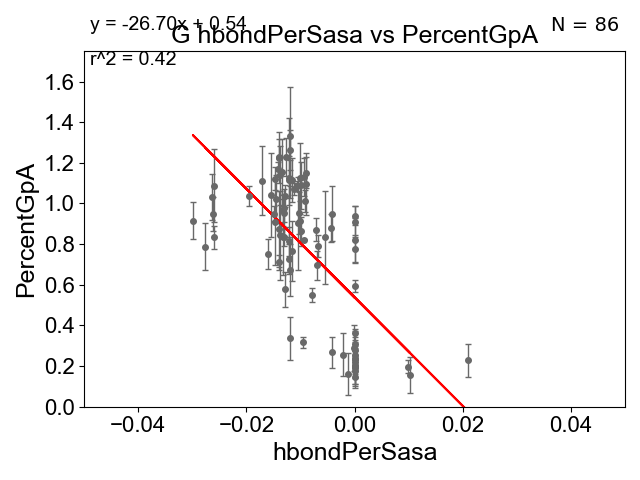 y = -26.70x + 0.54
N = 86
G hbondPerSasa vs PercentGpA
r^2 = 0.42
1.6
1.4
1.2
1.0
0.8
0.6
0.4
0.2
0.0
PercentGpA
−0.04 −0.02 0.00 0.02 0.04
hbondPerSasa